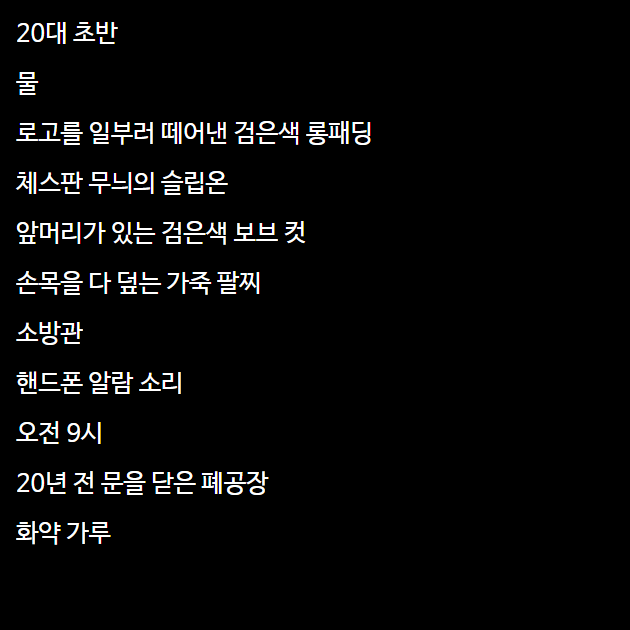 20대 초반
물
로고를 일부러 떼어낸 검은색 롱패딩
체스판 무늬의 슬립온
앞머리가 있는 검은색 보브 컷
손목을 다 덮는 가죽 팔찌
소방관
핸드폰 알람 소리
오전 9시
20년 전 문을 닫은 폐공장
화약 가루